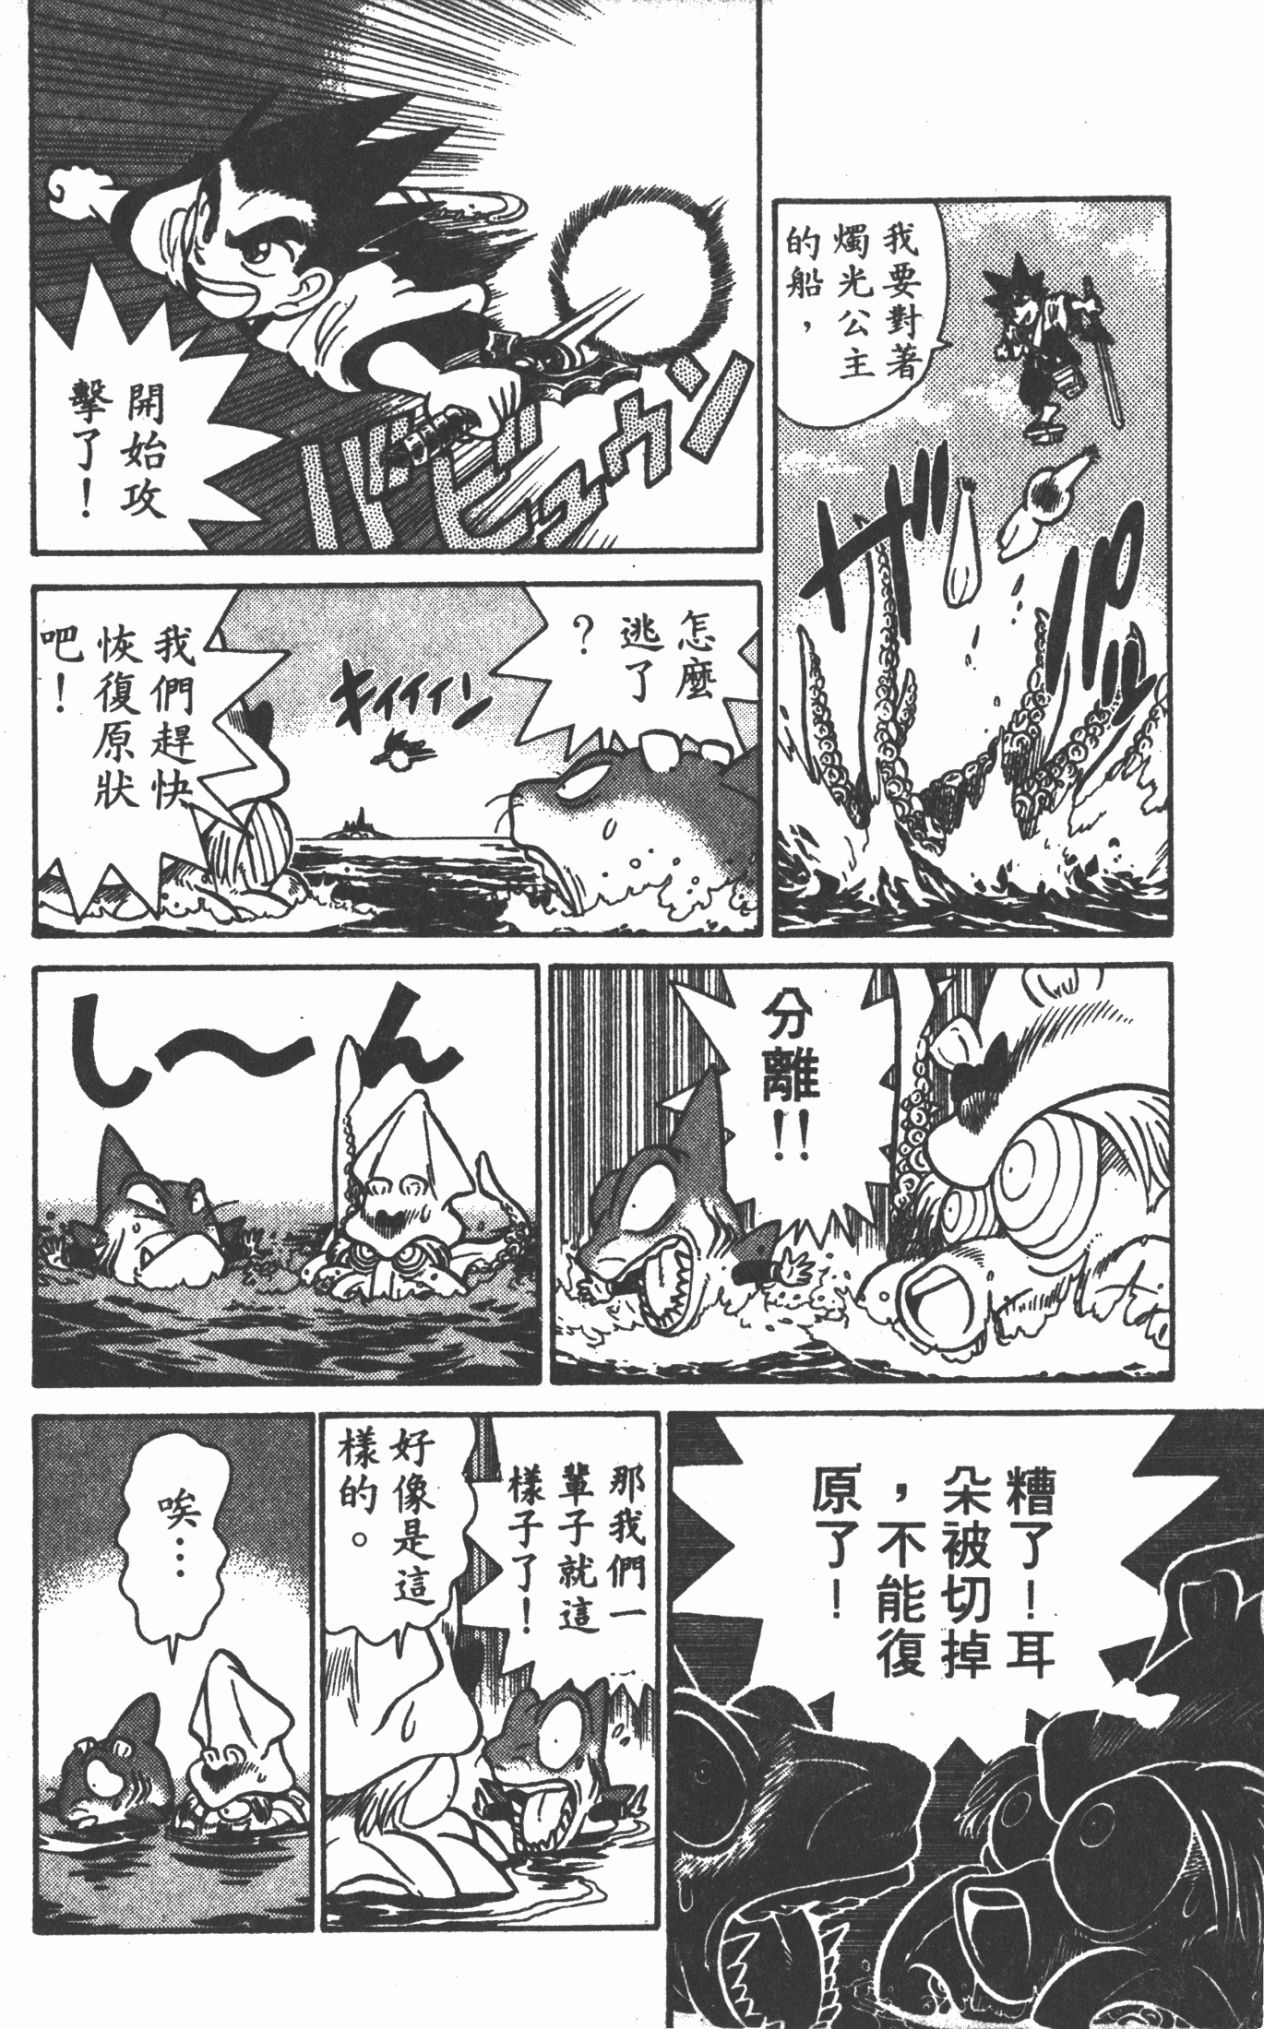 我要對著
燭光公主
的船，
ザ
パッ
開始攻
擊了！
バビュウン
怎麼
逃了
？
キィイイン
我們趕快
恢復原狀
吧！
分離!!
し～ん
糟了！耳
朵被切掉
，不能復
原了！
那我們一
輩子就這
樣子了！
好像是這
樣的。
唉…